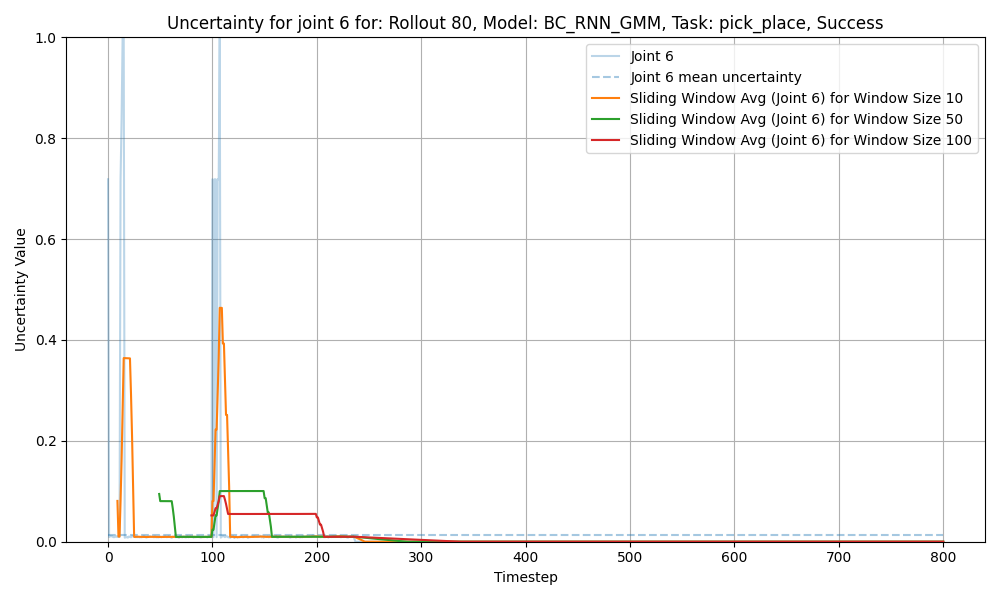 Uncertainty for joint 6 for: Rollout 80, Model: BC_RNN_GMM, Task: pick_place, Success
1.0
0.8
0.6
0.4
0.2
0.0
Uncertainty Value
Joint 6
Joint 6 mean uncertainty
Sliding Window Avg (Joint 6) for Window Size 10
Sliding Window Avg (Joint 6) for Window Size 50
Sliding Window Avg (Joint 6) for Window Size 100
0 100 200 300 400 500 600 700 800
Timestep